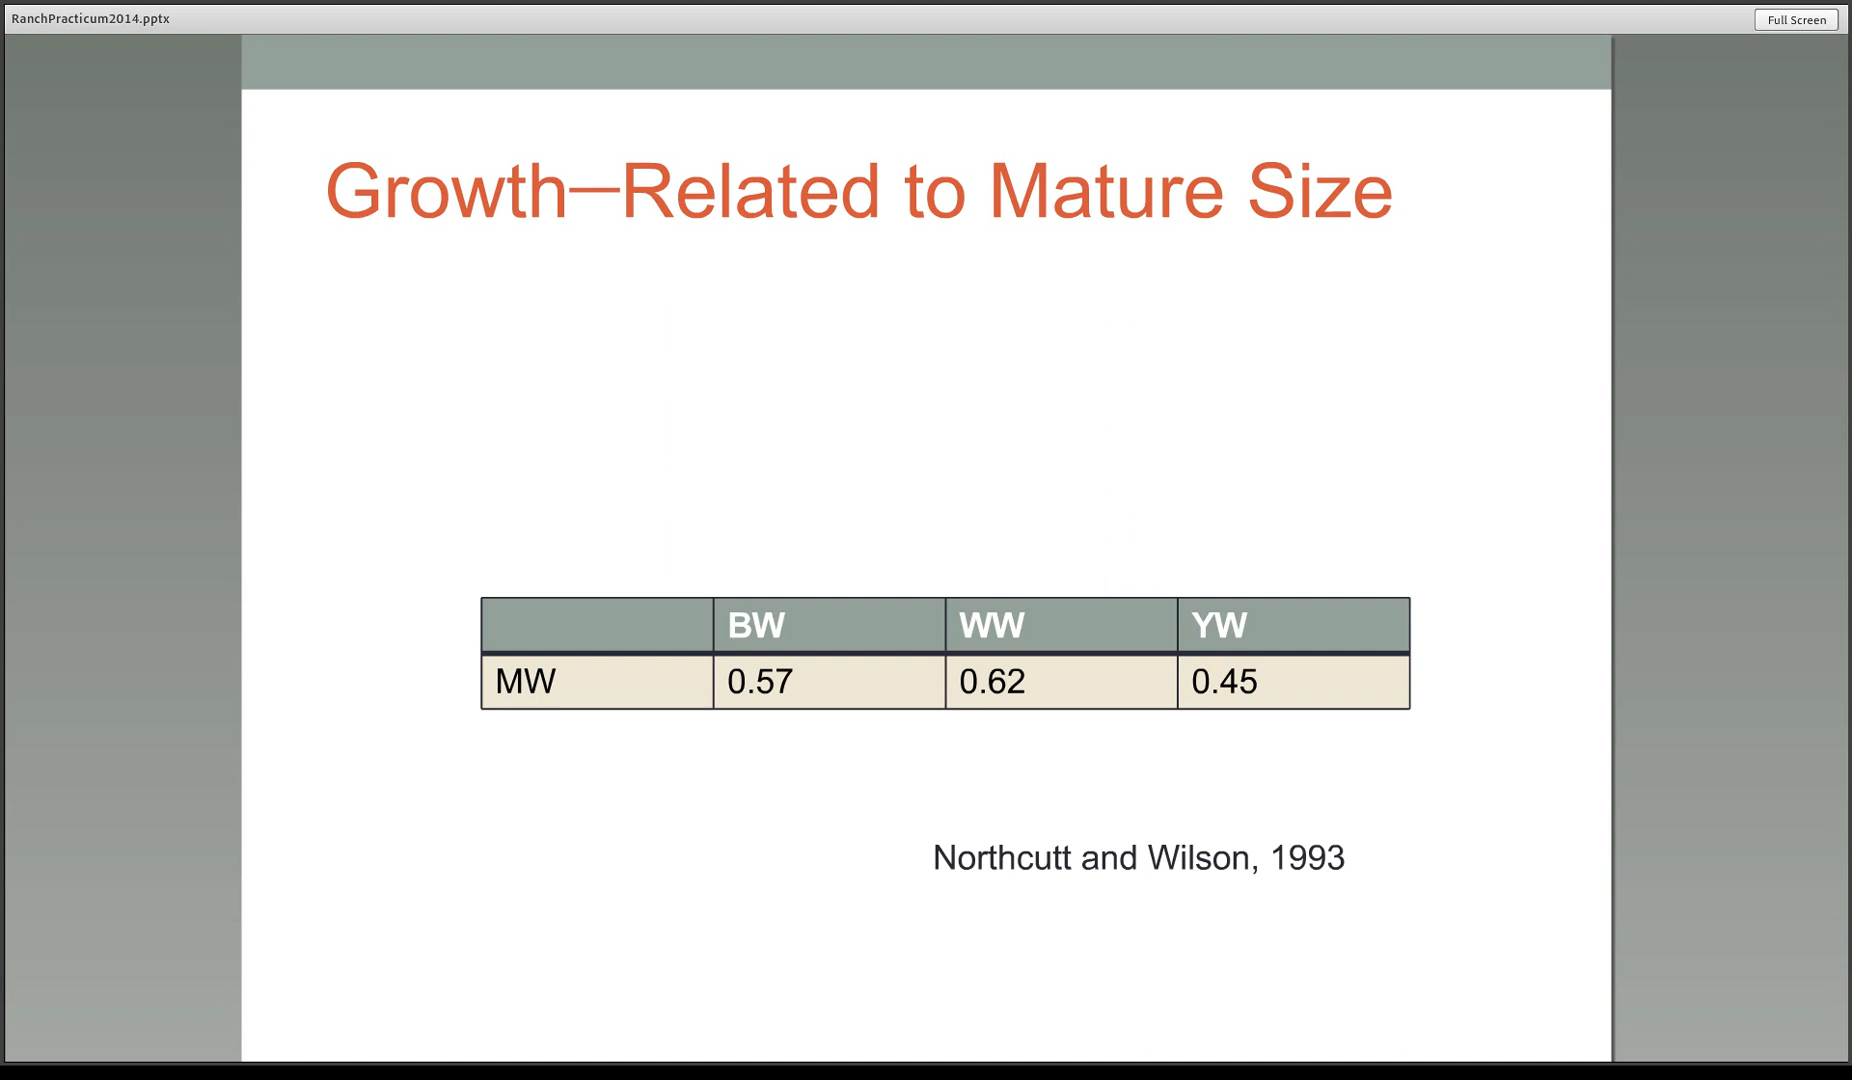 RanchPracticum2014.pptx
Full Screen
Growth—Related to Mature Size
BW WW YW
MW 0.57 0.62 0.45
Northcutt and Wilson, 1993